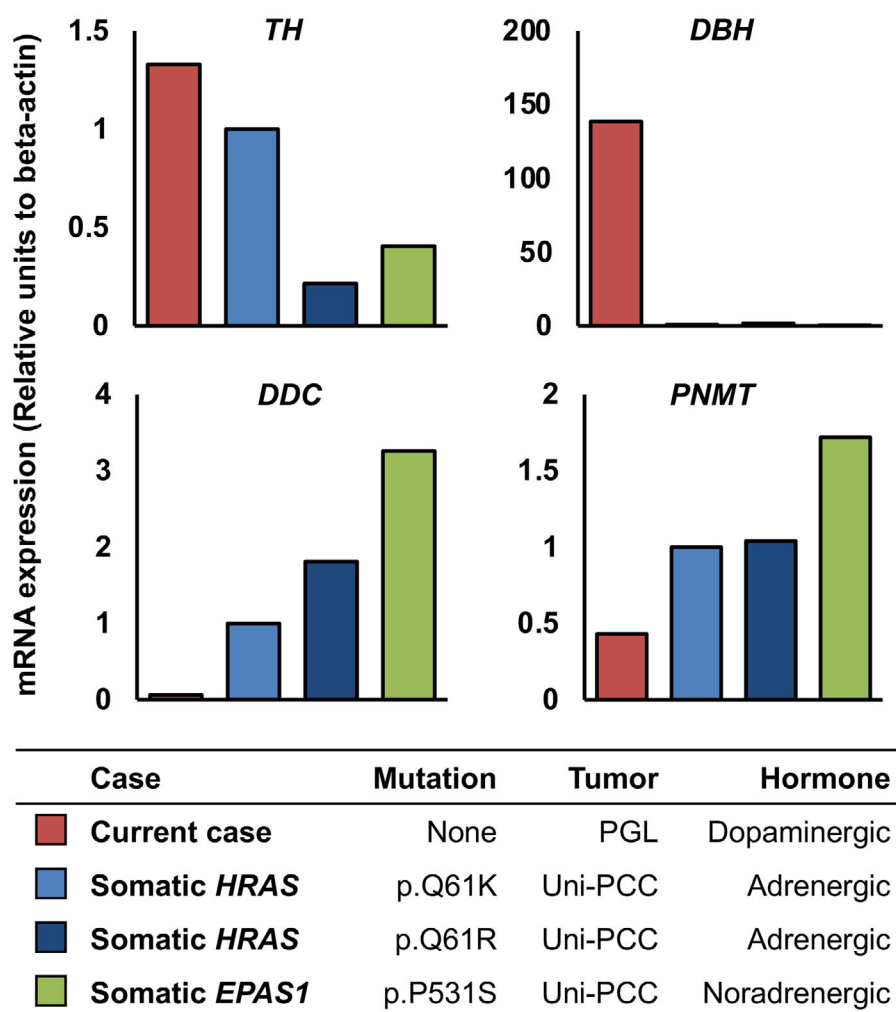 mRNA expression (Relative units to beta-actin)
TH
1.5
1
0.5
0
DBH
200
150
100
50
0
DDC
4
3
2
1
0
PNMT
2
1.5
1
0.5
0
Case Mutation Tumor Hormone
Current case None PGL Dopaminergic
Somatic HRAS p.Q61K Uni-PCC Adrenergic
Somatic HRAS p.Q61R Uni-PCC Adrenergic
Somatic EPAS1 p.P531S Uni-PCC Noradrenergic